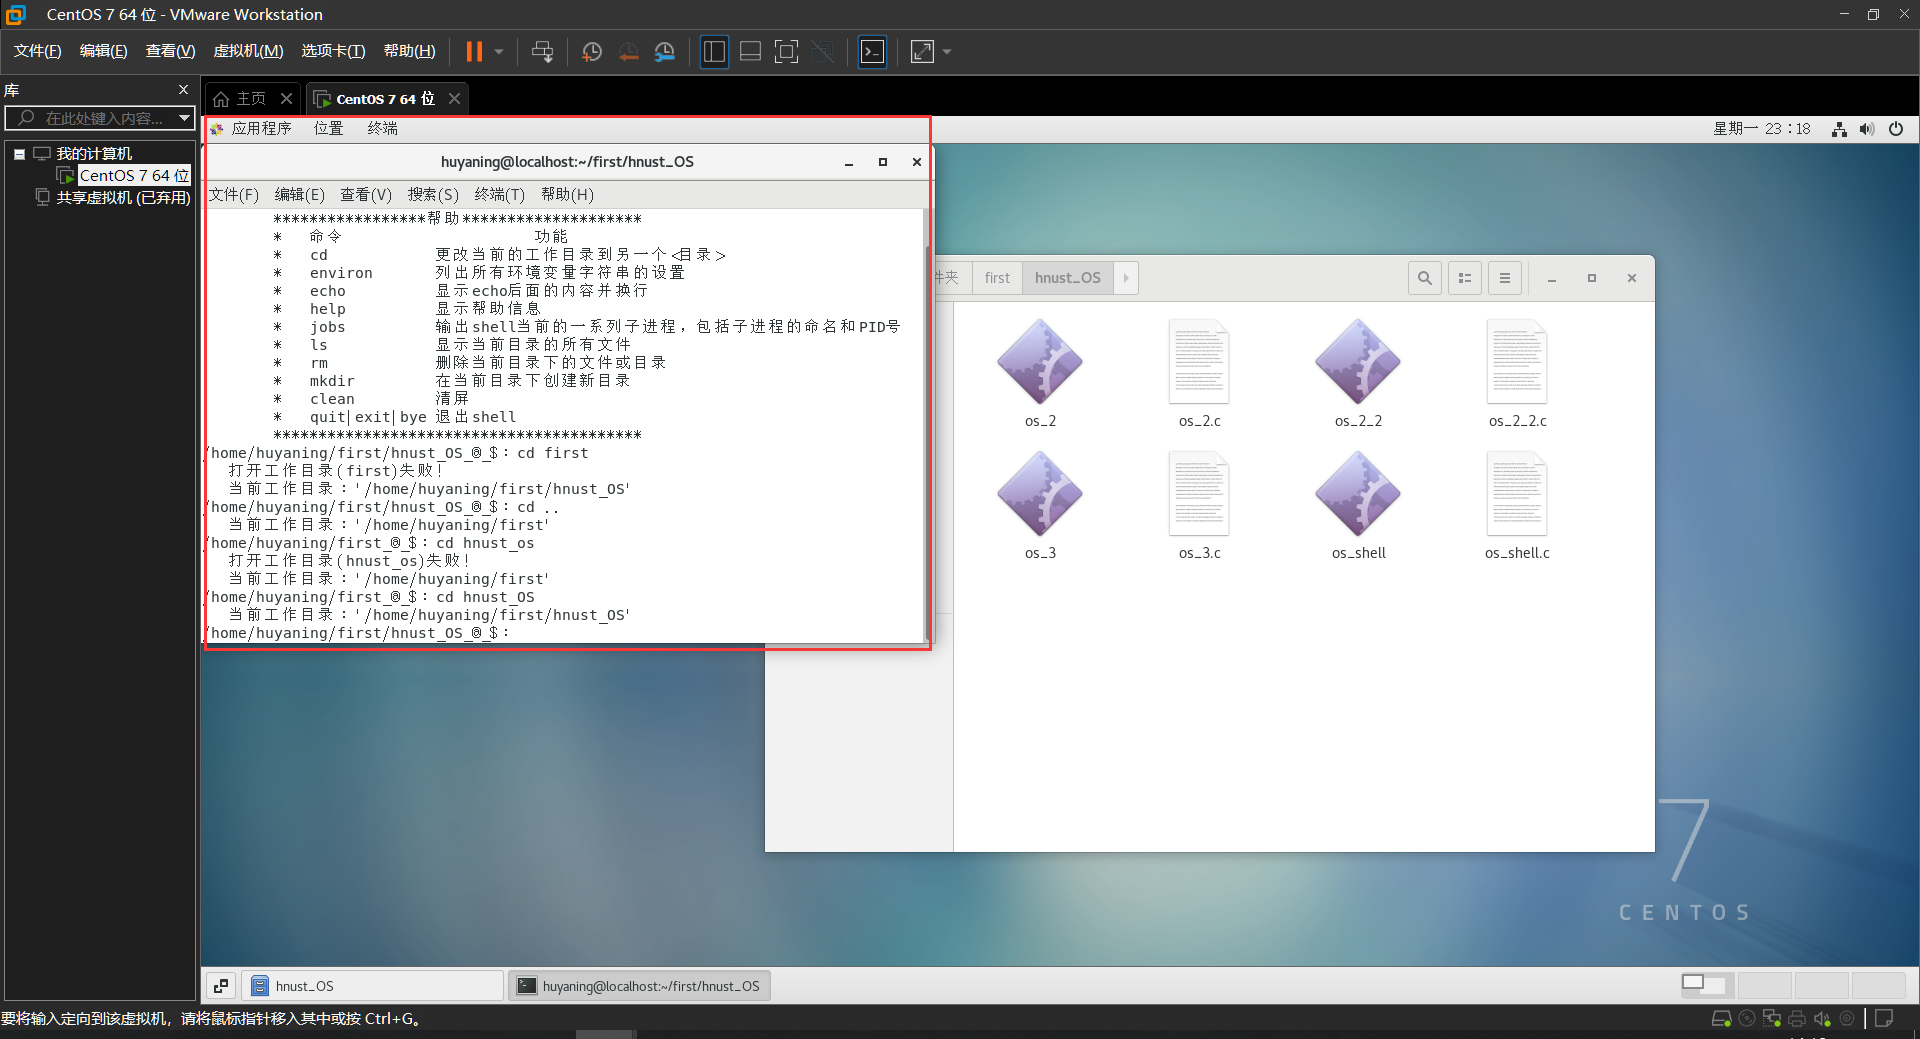 CentOS 7 64 位 - VMware Workstation
文件(F) 编辑(E) 查看(V) 虚拟机(M) 选项卡(T) 帮助(H)
库
在此处键入内容...
我的计算机
CentOS 7 64 位
共享虚拟机 (已弃用)
主页
CentOS 7 64 位
应用程序 位置 终端
星期一 23：18
huyaning@localhost:~/first/hnust_OS
文件(F) 编辑(E) 查看(V) 搜索(S) 终端(T) 帮助(H)
*****************帮助********************
* 命令 功能
* cd 更改当前的工作目录到另一个<目录>
* environ 列出所有环境变量字符串的设置
* echo 显示echo后面的内容并换行
* help 显示帮助信息
* jobs 输出shell当前的一系列子进程，包括子进程的命名和PID号
* ls 显示当前目录的所有文件
* rm 删除当前目录下的文件或目录
* mkdir 在当前目录下创建新目录
* clean 清屏
* quit|exit|bye 退出shell
*****************************************
/home/huyaning/first/hnust_OS_@_$：cd first
打开工作目录(first)失败！
当前工作目录：'/home/huyaning/first/hnust_OS'
/home/huyaning/first/hnust_OS_@_$：cd ..
当前工作目录：'/home/huyaning/first'
/home/huyaning/first_@_$：cd hnust_os
打开工作目录(hnust_os)失败！
当前工作目录：'/home/huyaning/first'
/home/huyaning/first_@_$：cd hnust_OS
当前工作目录：'/home/huyaning/first/hnust_OS'
/home/huyaning/first/hnust_OS_@_$：
件夹 first hnust_OS
os_2 os_2.c os_2_2 os_2_2.c
os_3 os_3.c os_shell os_shell.c
7
CENTOS
hnust_OS
huyaning@localhost:~/first/hnust_OS
要将输入定向到该虚拟机，请将鼠标指针移入其中或按 Ctrl+G。